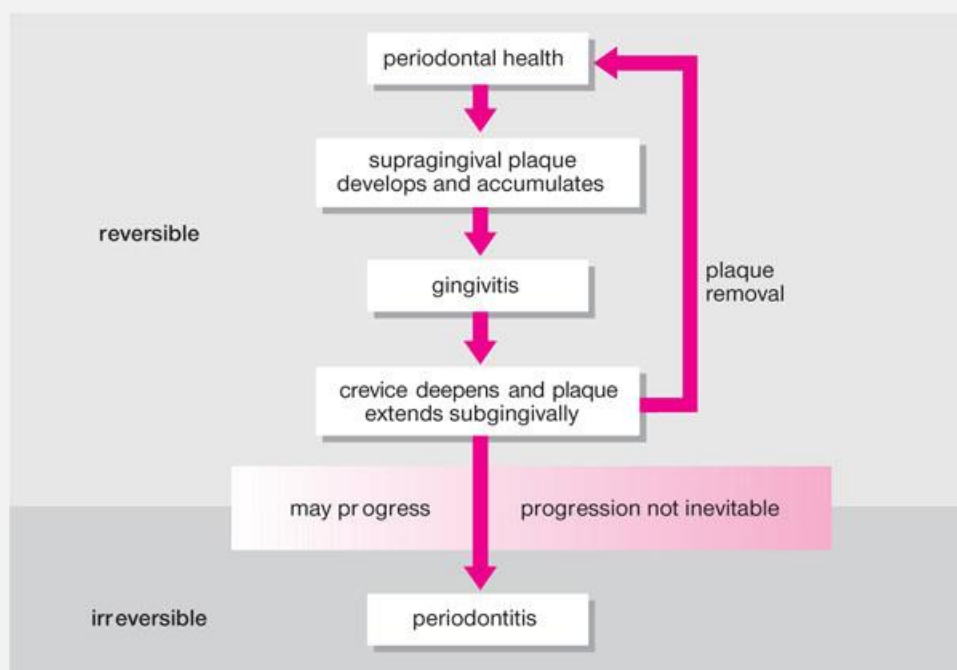 periodontal health
supragingival plaque
develops and accumulates
reversible
gingivitis
plaque
removal
crevice deepens and plaque
extends subgingivally
may progress
progression not inevitable
irreversible
periodontitis